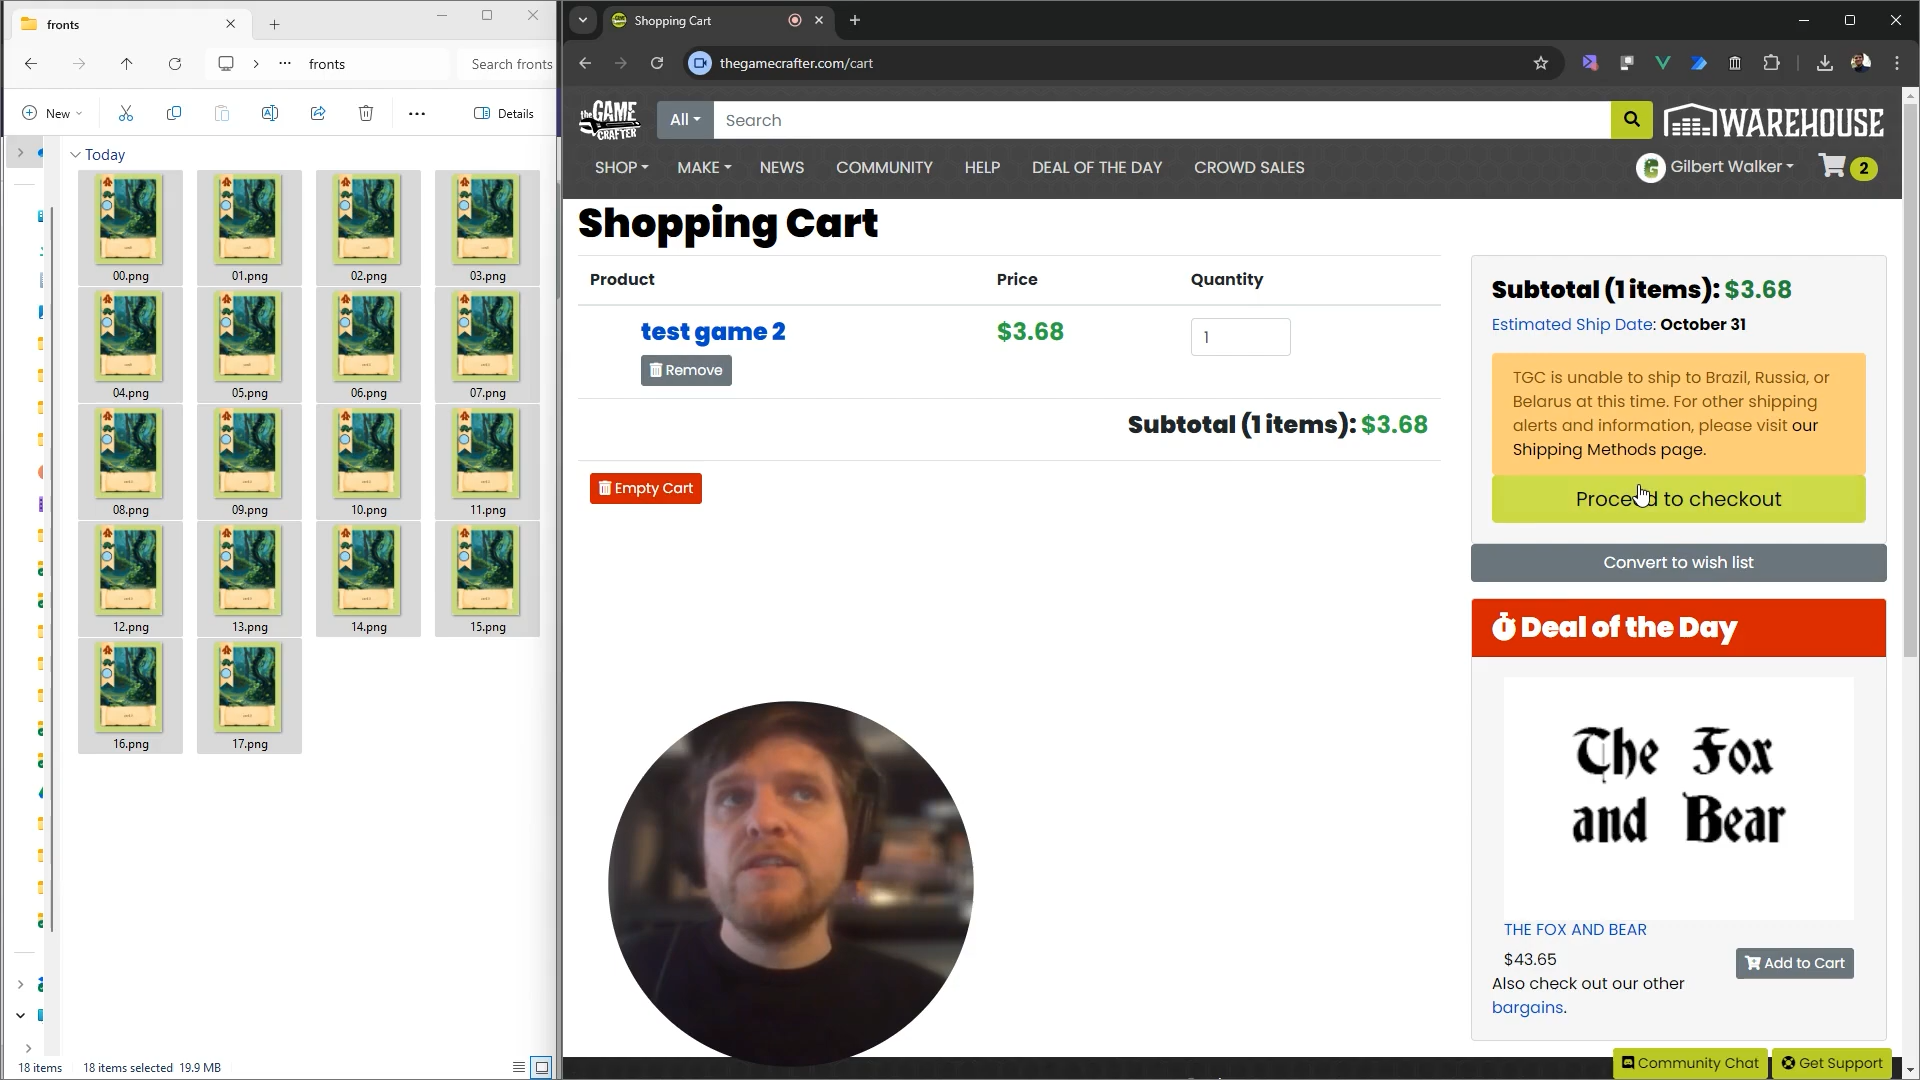 fronts
fronts
Search fronts
New
Details
Today
00.png
01.png
02.png
03.png
04.png
05.png
06.png
07.png
08.png
09.png
10.png
11.png
12.png
13.png
14.png
15.png
16.png
17.png
18 items
18 items selected 19.9 MB
Shopping Cart
thegamecrafter.com/cart
the GAME CRAFTER
All
Search
WAREHOUSE
SHOP
MAKE
NEWS
COMMUNITY
HELP
DEAL OF THE DAY
CROWD SALES
Gilbert Walker
2
Shopping Cart
Product
Price
Quantity
test game 2
$3.68
1
Remove
Subtotal (1 items): $3.68
Empty Cart
Subtotal (1 items): $3.68
Estimated Ship Date: October 31
TGC is unable to ship to Brazil, Russia, or
Belarus at this time. For other shipping
alerts and information, please visit our
Shipping Methods page.
Proceed to checkout
Convert to wish list
Deal of the Day
The Fox
and Bear
THE FOX AND BEAR
$43.65
Add to Cart
Also check out our other
bargains.
Community Chat
Get Support